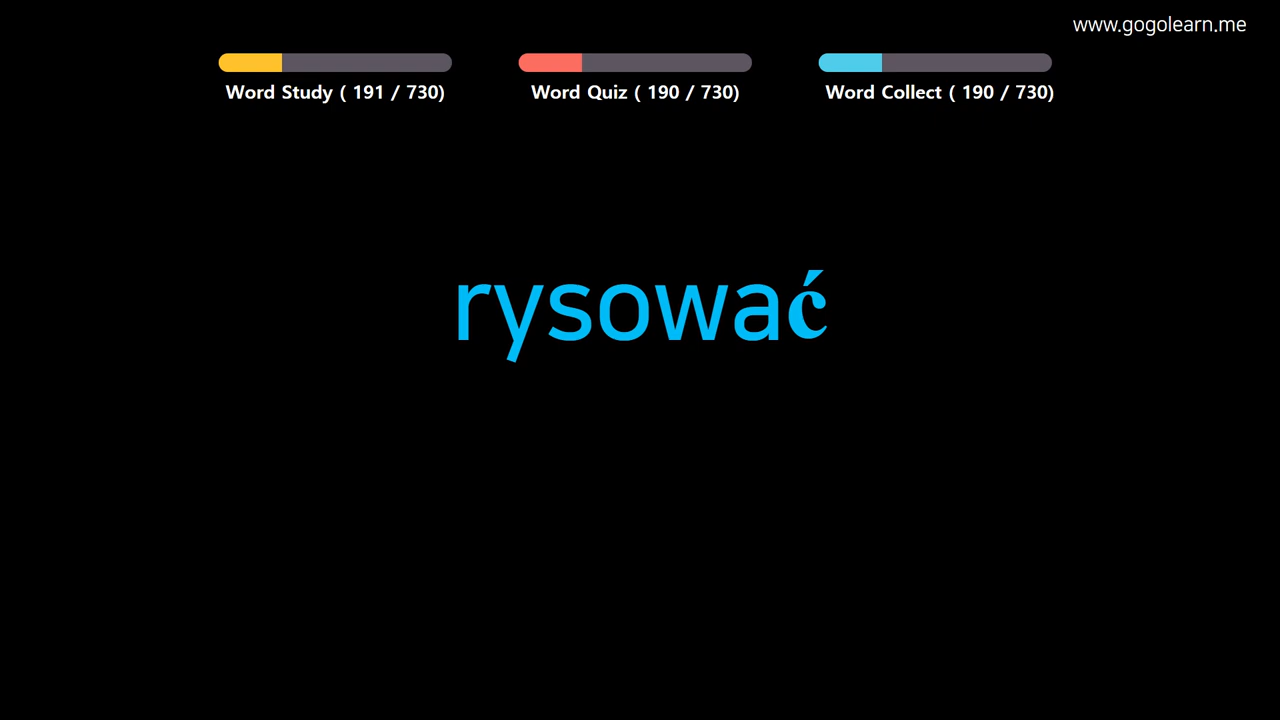 www.gogolearn.me
Word Study ( 191 / 730)
Word Quiz ( 190 / 730)
Word Collect ( 190 / 730)
rysować